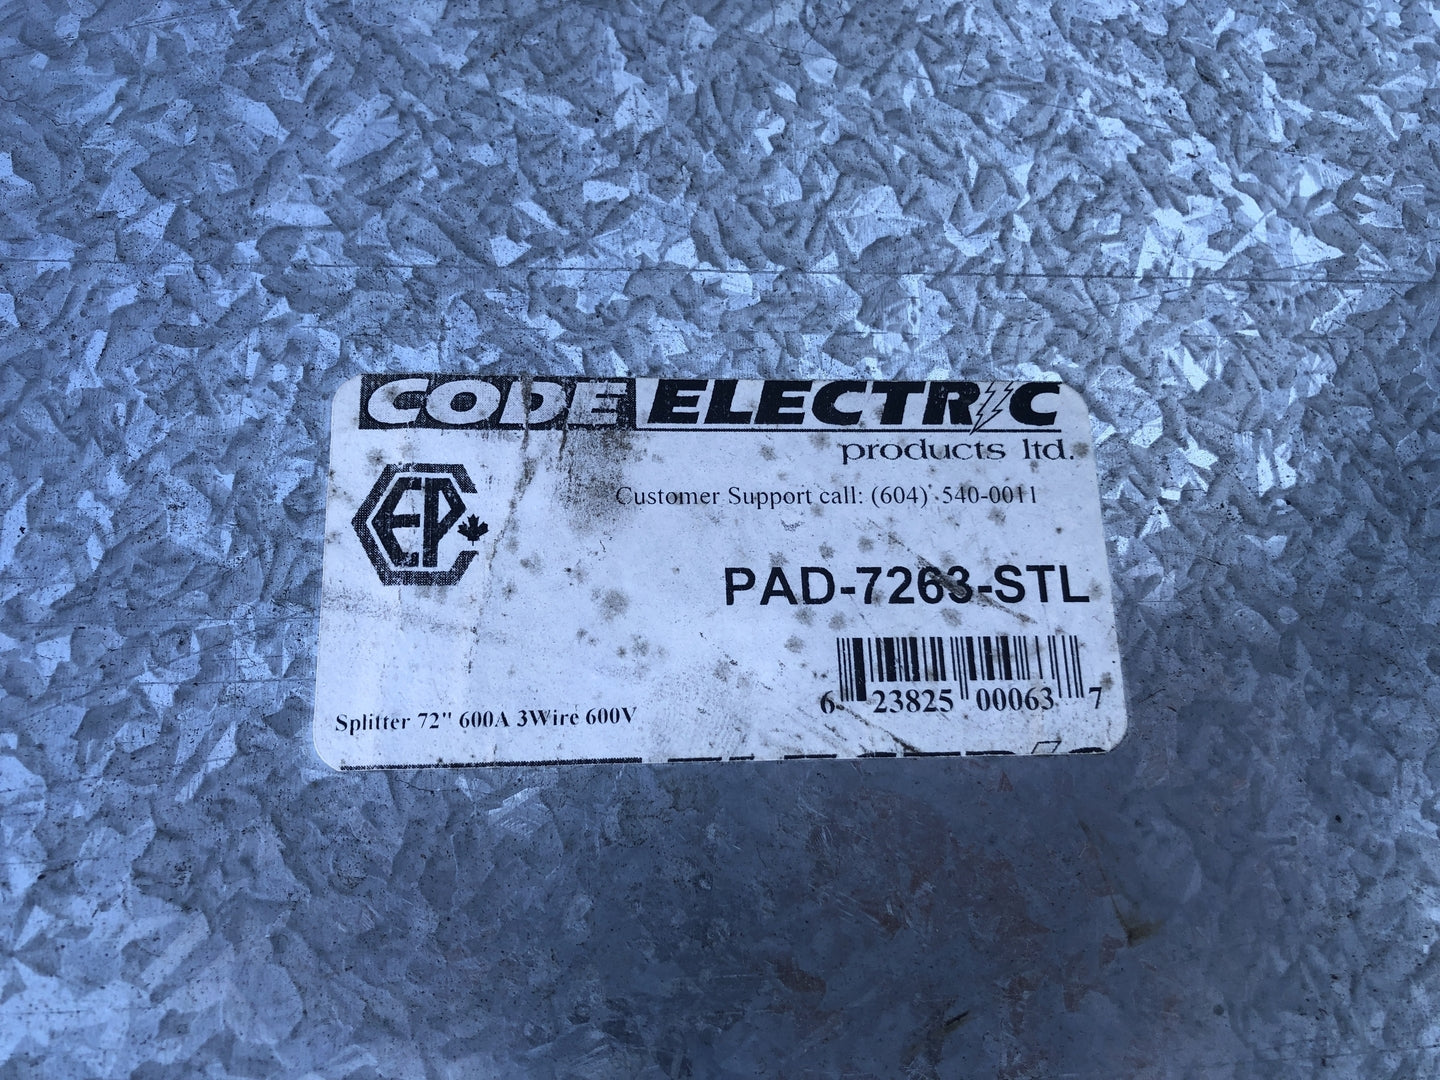 CODE ELECTRIC
products ltd.
CEP
Customer Support call: (604) 540-0011
PAD-7263-STL
6 23825 00063 7
Splitter 72" 600A 3Wire 600V